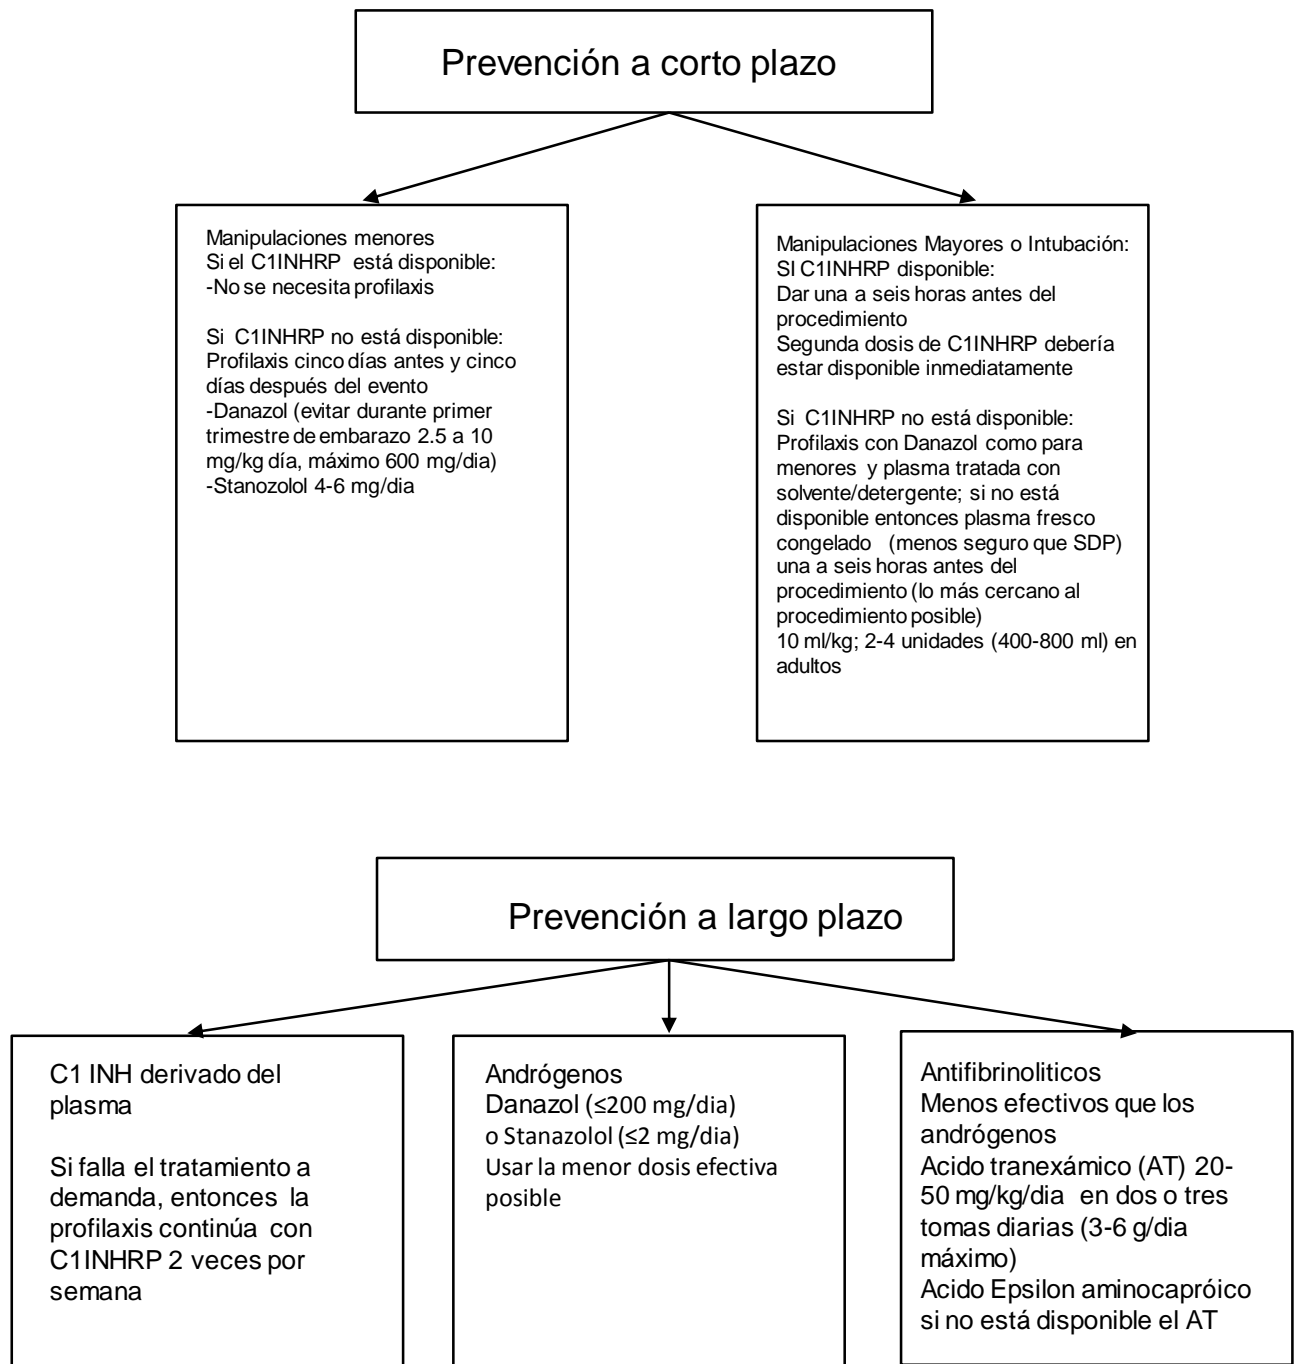 Prevención a corto plazo
Manipulaciones menores
Si el C1INHRP está disponible:
-No se necesita profilaxis
Si C1INHRP no está disponible:
Profilaxis cinco días antes y cinco
días después del evento
-Danazol (evitar durante primer
trimestre de embarazo 2.5 a 10
mg/kg día, máximo 600 mg/dia)
-Stanozolol 4-6 mg/dia
Manipulaciones Mayores o Intubación:
SI C1INHRP disponible:
Dar una a seis horas antes del
procedimiento
Segunda dosis de C1INHRP debería
estar disponible inmediatamente
Si C1INHRP no está disponible:
Profilaxis con Danazol como para
menores y plasma tratada con
solvente/detergente; si no está
disponible entonces plasma fresco
congelado (menos seguro que SDP)
una a seis horas antes del
procedimiento (lo más cercano al
procedimiento posible)
10 ml/kg; 2-4 unidades (400-800 ml) en
adultos
Prevención a largo plazo
C1 INH derivado del
plasma
Si falla el tratamiento a
demanda, entonces la
profilaxis continúa con
C1INHRP 2 veces por
semana
Andrógenos
Danazol (≤200 mg/dia)
o Stanazolol (≤2 mg/dia)
Usar la menor dosis efectiva
posible
Antifibrinoliticos
Menos efectivos que los
andrógenos
Acido tranexámico (AT) 20-
50 mg/kg/dia en dos o tres
tomas diarias (3-6 g/dia
máximo)
Acido Epsilon aminocapróico
si no está disponible el AT